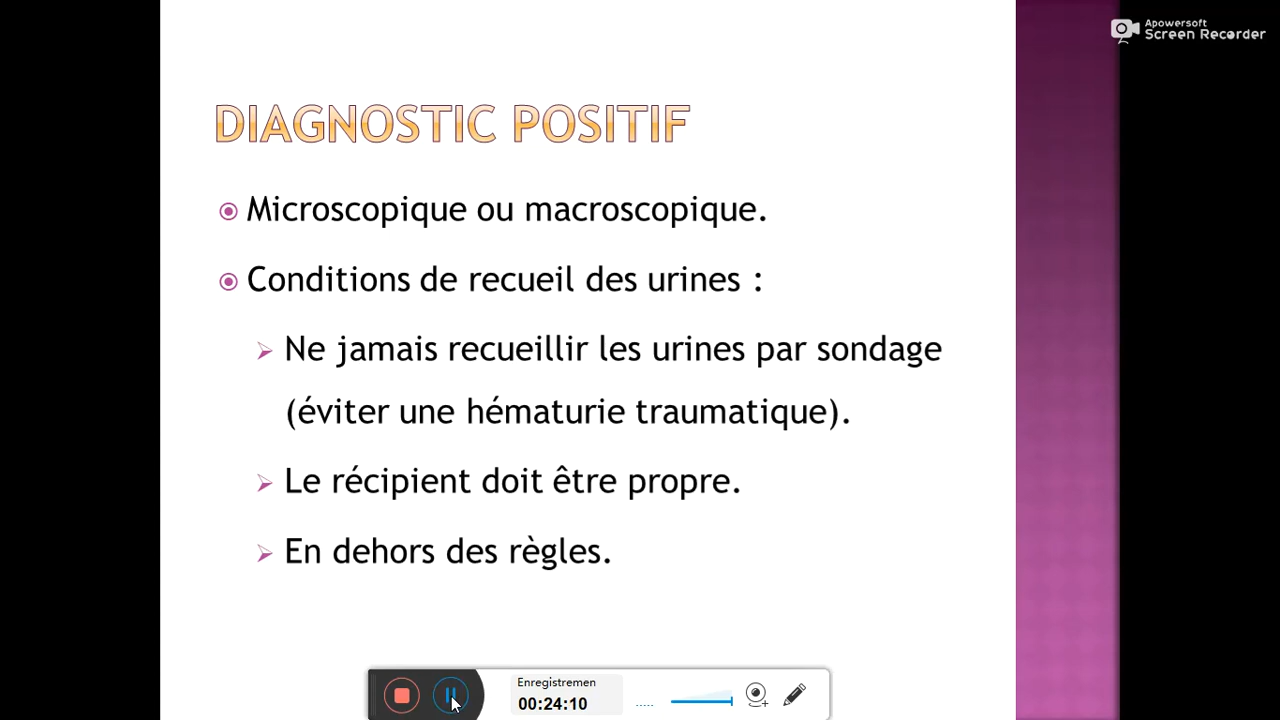 Apowersoft
Screen Recorder
DIAGNOSTIC POSITIF
Microscopique ou macroscopique.
Conditions de recueil des urines :
Ne jamais recueillir les urines par sondage
(éviter une hématurie traumatique).
Le récipient doit être propre.
En dehors des règles.
Enregistremen
00:24:10